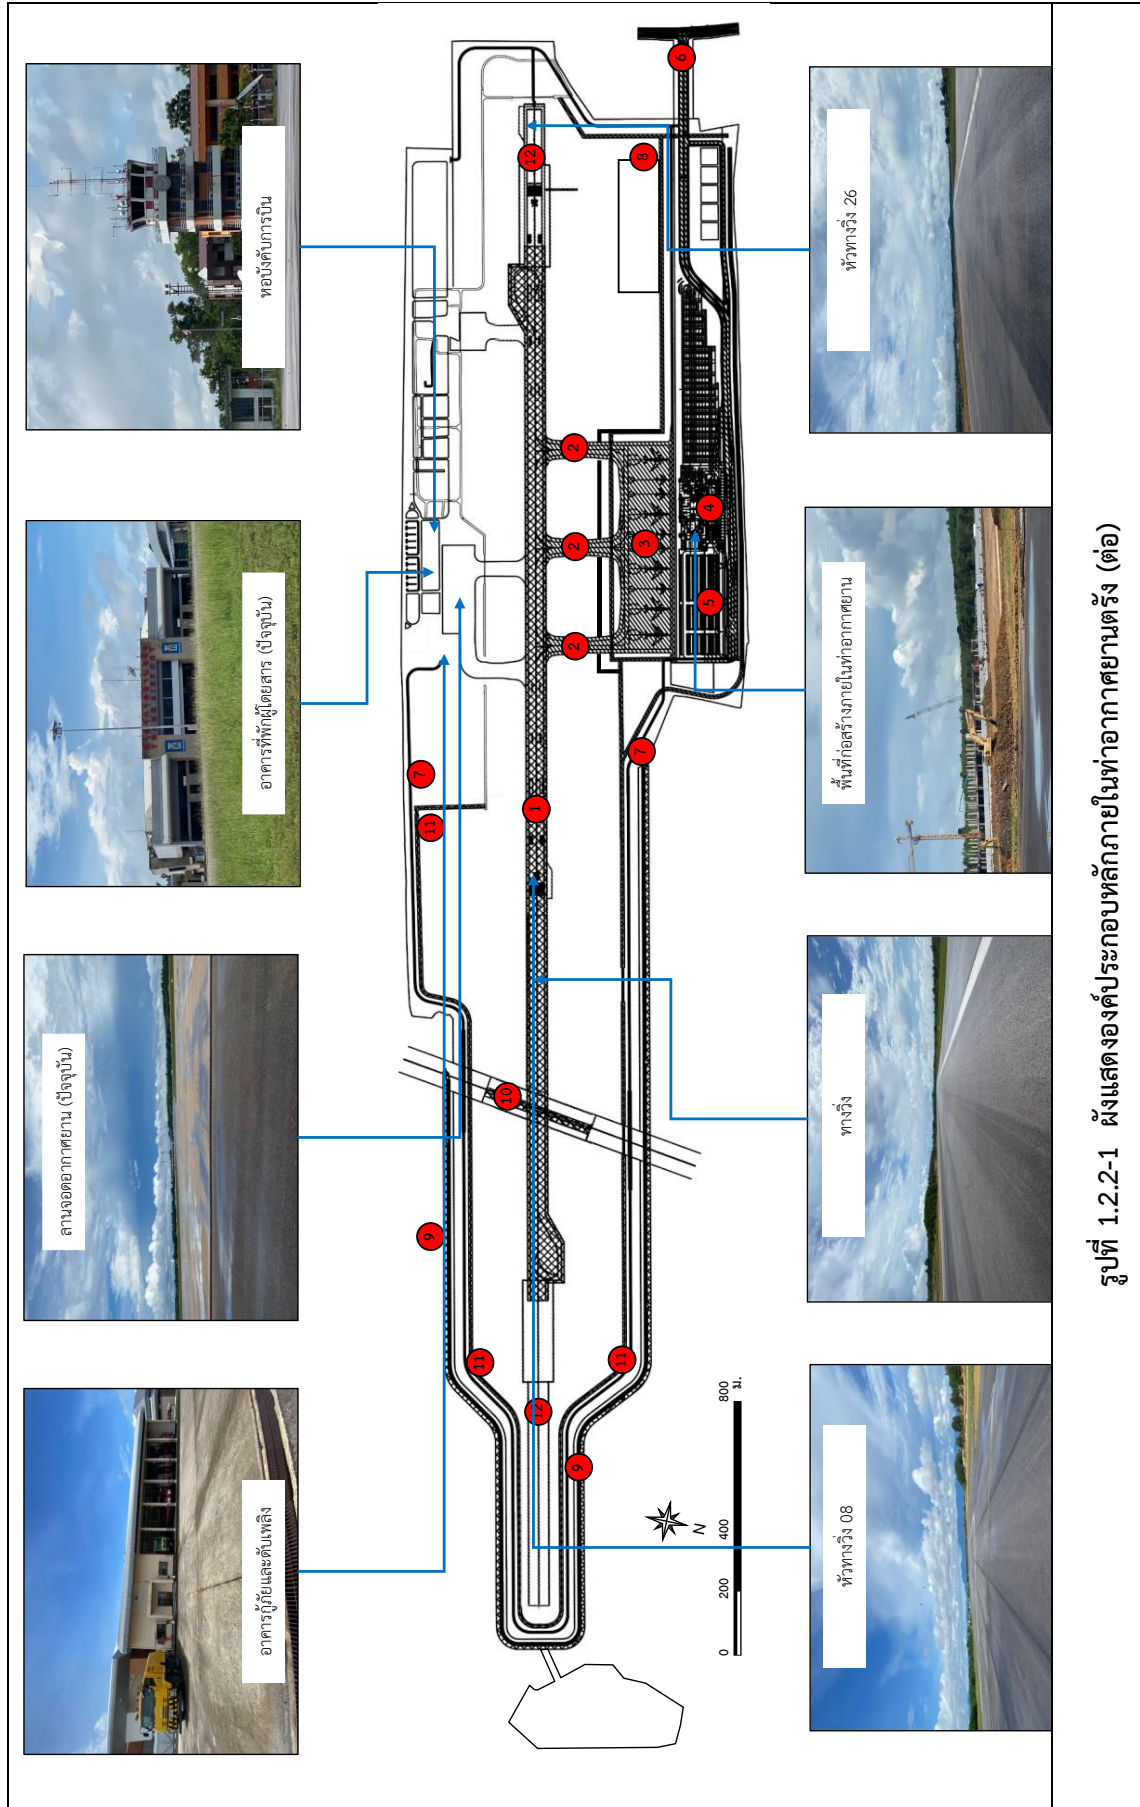 หอบังคับการบิน
อาคารที่พักผู้โดยสาร (ปัจจุบัน)
ลานจอดอากาศยาน (ปัจจุบัน)
อาคารกู้ภัยและดับเพลิง
6
12
8
2
2
2
3
4
5
7
7
11
1
10
9
11
11
12
9
N
0
200
400
800
ม.
หัวทางวิ่ง 26
พื้นที่ก่อสร้างภายในท่าอากาศยาน
ทางวิ่ง
หัวทางวิ่ง 08
รูปที่ 1.2.2-1 ผังแสดงองค์ประกอบหลักภายในท่าอากาศยานตรัง (ต่อ)